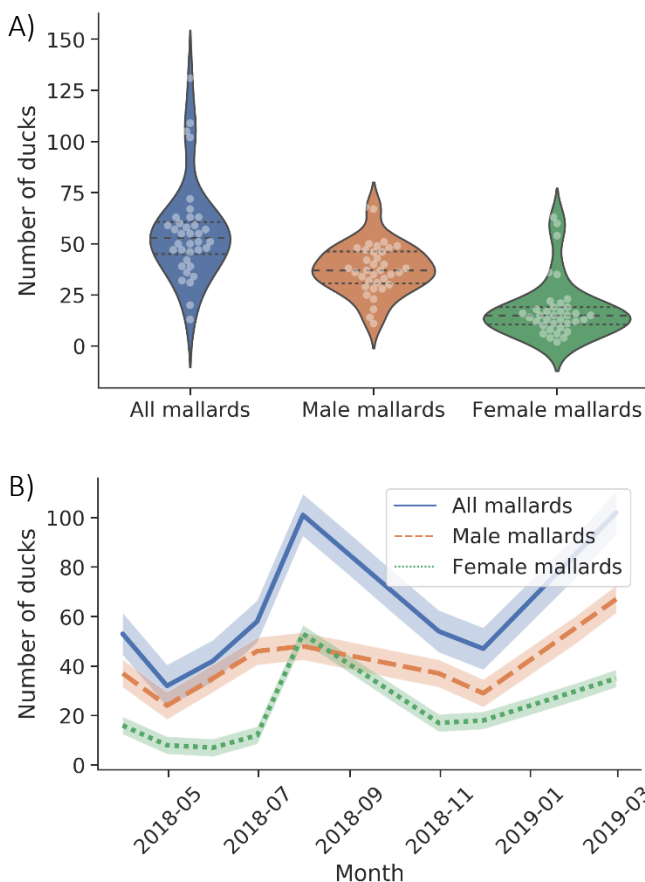 A)
150
125
100
75
50
25
0
Number of ducks
All mallards
Male mallards
Female mallards
B)
All mallards
Male mallards
Female mallards
100
80
60
40
20
0
Number of ducks
2018-05
2018-07
2018-09
2018-11
2019-01
2019-03
Month